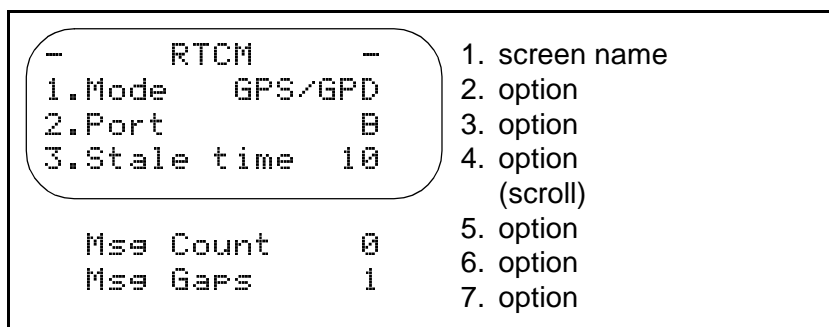 - RTCM -
1.Mode GPS/GPD
2.Port B
3.Stale time 10
Msg Count 0
Msg Gaps 1
1. screen name
2. option
3. option
4. option
(scroll)
5. option
6. option
7. option